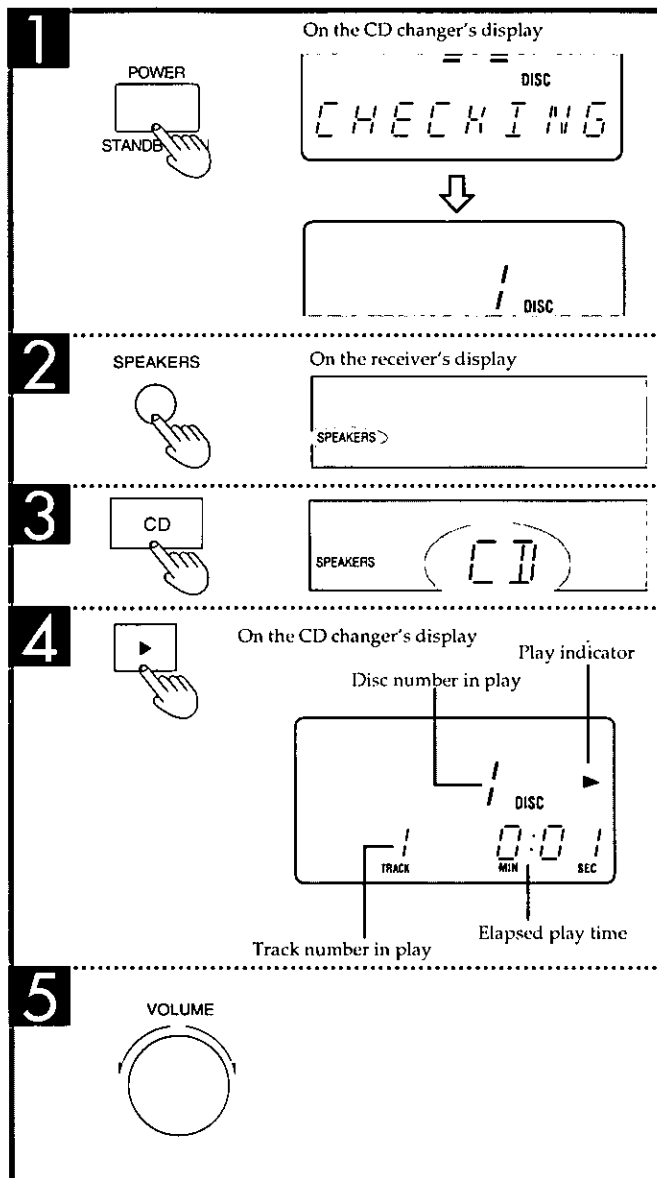 1
On the CD changer's display
POWER
DISC
CHECKING
1 DISC
2
SPEAKERS
On the receiver's display
SPEAKERS
3
CD
SPEAKERS
CD
4
On the CD changer's display
Play indicator
Disc number in play
1 DISC
1 0:01
TRACK MIN SEC
Elapsed play time
Track number in play
5
VOLUME